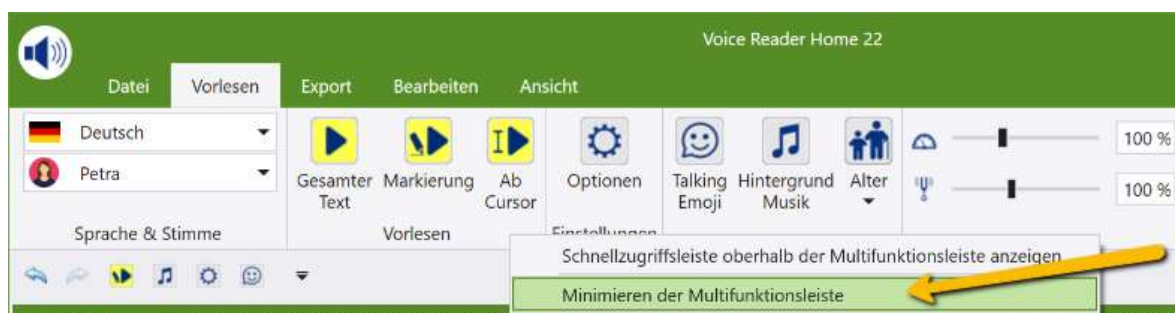 Voice Reader Home 22
Datei Vorlesen Export Bearbeiten Ansicht
Deutsch
Petra
Gesamter Text
Markierung
Ab Cursor
Optionen
Talking Emoji
Hintergrund Musik
Alter
100 %
100 %
Sprache & Stimme
Vorlesen
Einstellungen
Schnellzugriffsleiste oberhalb der Multifunktionsleiste anzeigen
Minimieren der Multifunktionsleiste